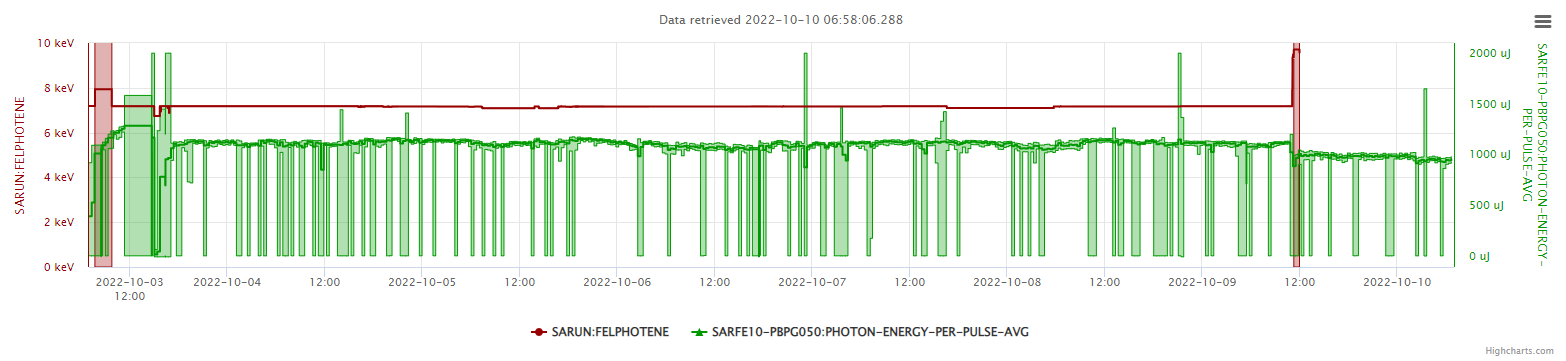 Data retrieved 2022-10-10 06:58:06.288
10 keV
8 keV
6 keV
4 keV
2 keV
0 keV
SARUN:FELPHOTENE
2000 uJ
1500 uJ
1000 uJ
500 uJ
0 uJ
SARFE10-PBPG050:PHOTON-ENERGY-
PER-PULSE-AVG
2022-10-03
12:00
2022-10-04
12:00
2022-10-05
12:00
2022-10-06
12:00
2022-10-07
12:00
2022-10-08
12:00
2022-10-09
12:00
2022-10-10
SARUN:FELPHOTENE
SARFE10-PBPG050:PHOTON-ENERGY-PER-PULSE-AVG
Highcharts.com